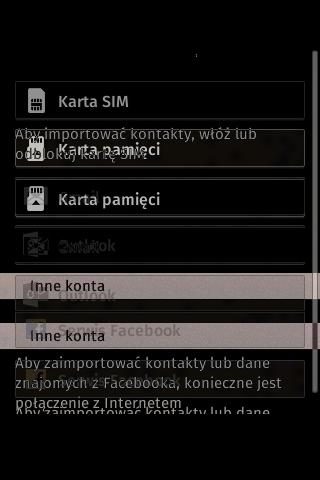 Karta SIM
Aby importować kontakty, włóż lub
odblokuj kartę SIM
Karta pamięci
Karta pamięci
Gmail
Outlook
Inne konta
Outlook
Serwis Facebook
Inne konta
Aby zaimportować kontakty lub dane
znajomych z Facebooka, konieczne jest
połączenie z Internetem
Aby zaimportować kontakty lub dane